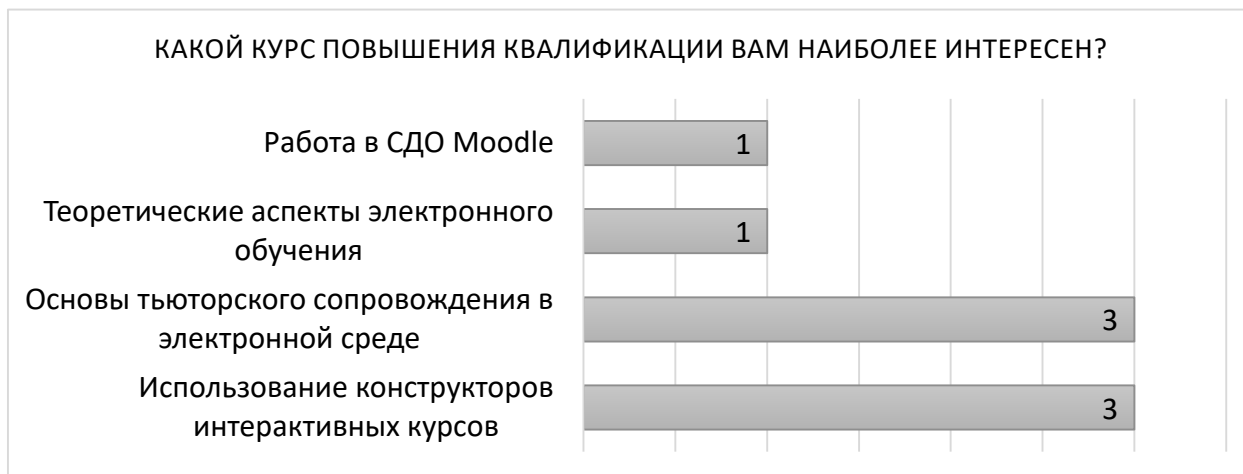 КАКОЙ КУРС ПОВЫШЕНИЯ КВАЛИФИКАЦИИ ВАМ НАИБОЛЕЕ ИНТЕРЕСЕН?
Работа в СДО Moodle
1
Теоретические аспекты электронного
обучения
1
Основы тьюторского сопровождения в
электронной среде
3
Использование конструкторов
интерактивных курсов
3